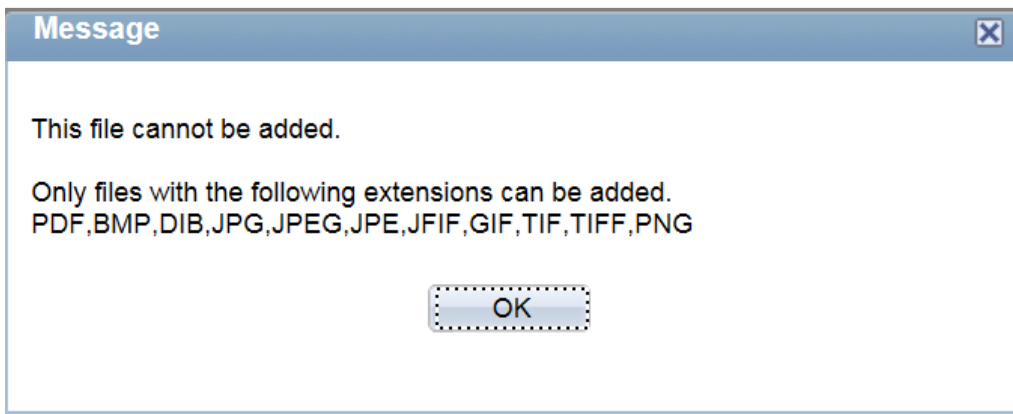 Message
This file cannot be added.
Only files with the following extensions can be added.
PDF,BMP,DIB,JPG,JPEG,JPE,JFIF,GIF,TIF,TIFF,PNG
OK